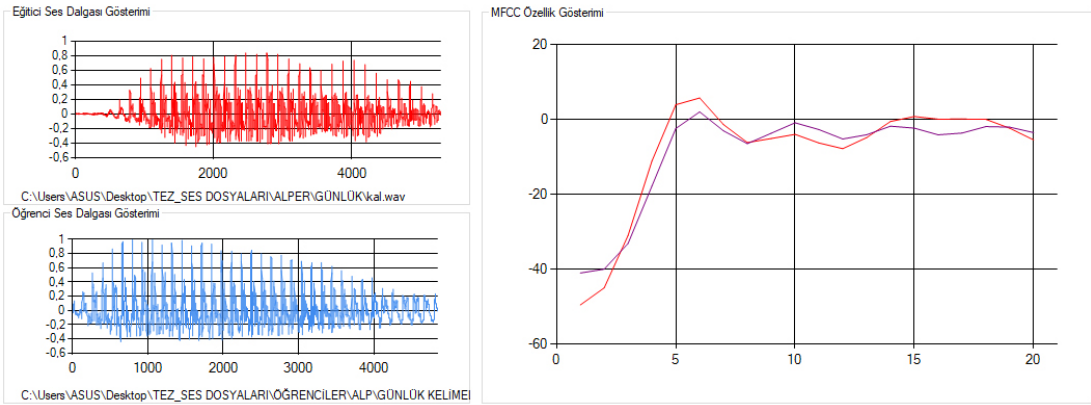 Eğitici Ses Dalgası Gösterimi
1
0,8
0,6
0,4
0,2
0
-0,2
-0,4
-0,6
0 2000 4000
C:\Users\ASUS\Desktop\TEZ_SES DOSYALARI\ALPER\GÜNLÜK\kal.wav
Öğrenci Ses Dalgası Gösterimi
1
0,8
0,6
0,4
0,2
0
-0,2
-0,4
-0,6
0 1000 2000 3000 4000
C:\Users\ASUS\Desktop\TEZ_SES DOSYALARI\ÖĞRENCİLER\ALP\GÜNLÜK KELİME
MFCC Özellik Gösterimi
20
0
-20
-40
-60
0 5 10 15 20